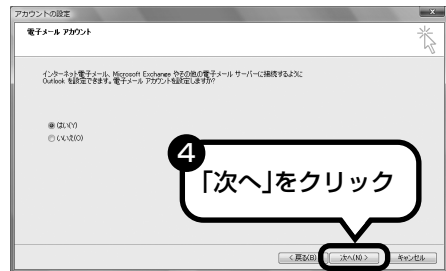 アカウントの設定
電子メール アカウント
インターネット電子メール、Microsoft Exchange やその他の電子メール サーバーに接続するように
Outlook を設定できます。電子メール アカウントを設定しますか?
はい(Y)
いいえ(O)
4
「次へ」をクリック
< 戻る(B)
次へ(N) >
キャンセル